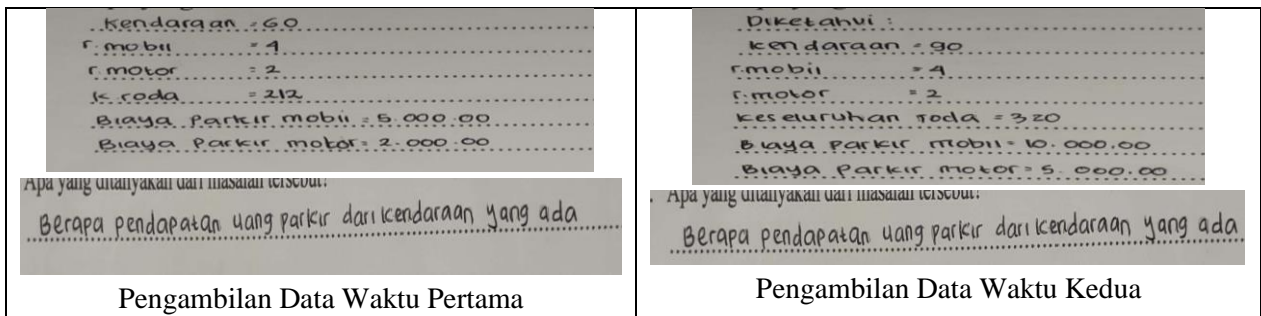 Kendaraan = 60
r. mobil = 4
r. motor = 2
K roda = 212
Biaya Parkir mobil = 5.000.00
Biaya Parkir motor = 2.000.00
Apa yang ditanyakan dari masalah tersebut?
Berapa pendapatan uang parkir dari kendaraan yang ada
Pengambilan Data Waktu Pertama
Diketahui :
kendaraan = 90
r.mobil = 4
r.motor = 2
keseluruhan roda = 320
Biaya Parkir mobil = 10.000.00
Biaya Parkir motor = 5.000.00
. Apa yang ditanyakan dari masalah tersebut?
Berapa pendapatan uang parkir dari kendaraan yang ada
Pengambilan Data Waktu Kedua